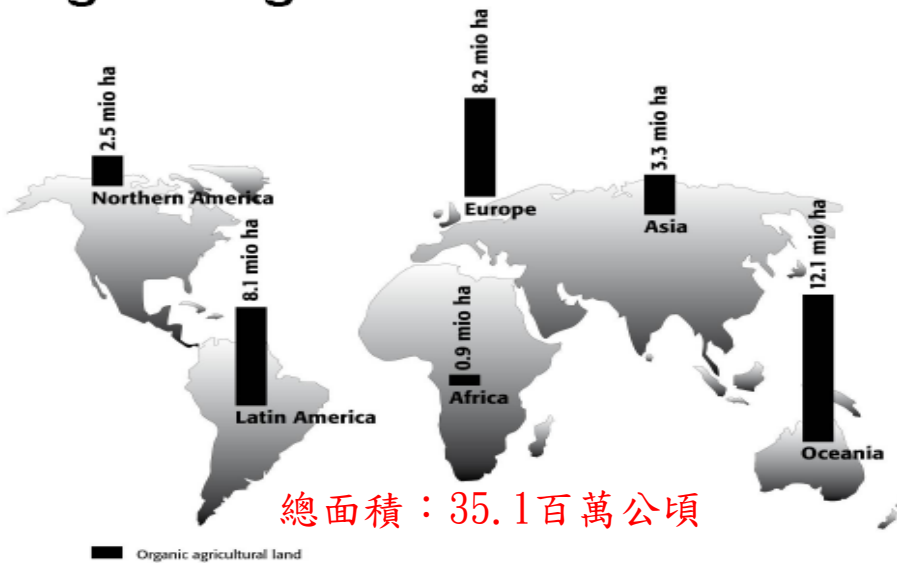 2.5 mio ha
Northern America
8.2 mio ha
Europe
3.3 mio ha
Asia
8.1 mio ha
Latin America
0.9 mio ha
Africa
12.1 mio ha
Oceania
總面積：35.1百萬公頃
Organic agricultural land